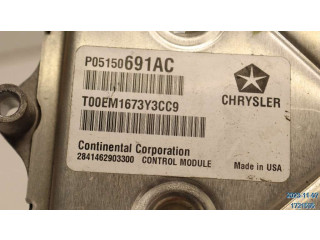 P05150691AC
T00EM1673Y3CC9
CHRYSLER
Continental Corporation
2841462903300 CONTROL MODULE
Made in USA